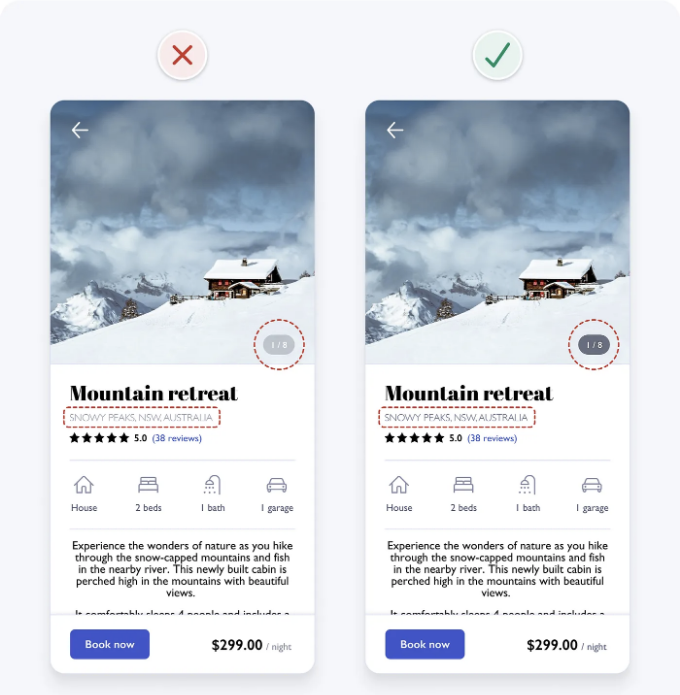 1 / 8
Mountain retreat
SNOWY PEAKS, NSW, AUSTRALIA
5.0 (38 reviews)
House 2 beds 1 bath 1 garage
Experience the wonders of nature as you hike
through the snow-capped mountains and fish
in the nearby river. This newly built cabin is
perched high in the mountains with beautiful
views.
It comfortably sleeps 4 people and includes a
Book now $299.00 / night
1 / 8
Mountain retreat
SNOWY PEAKS, NSW, AUSTRALIA
5.0 (38 reviews)
House 2 beds 1 bath 1 garage
Experience the wonders of nature as you hike
through the snow-capped mountains and fish
in the nearby river. This newly built cabin is
perched high in the mountains with beautiful
views.
It comfortably sleeps 4 people and includes a
Book now $299.00 / night